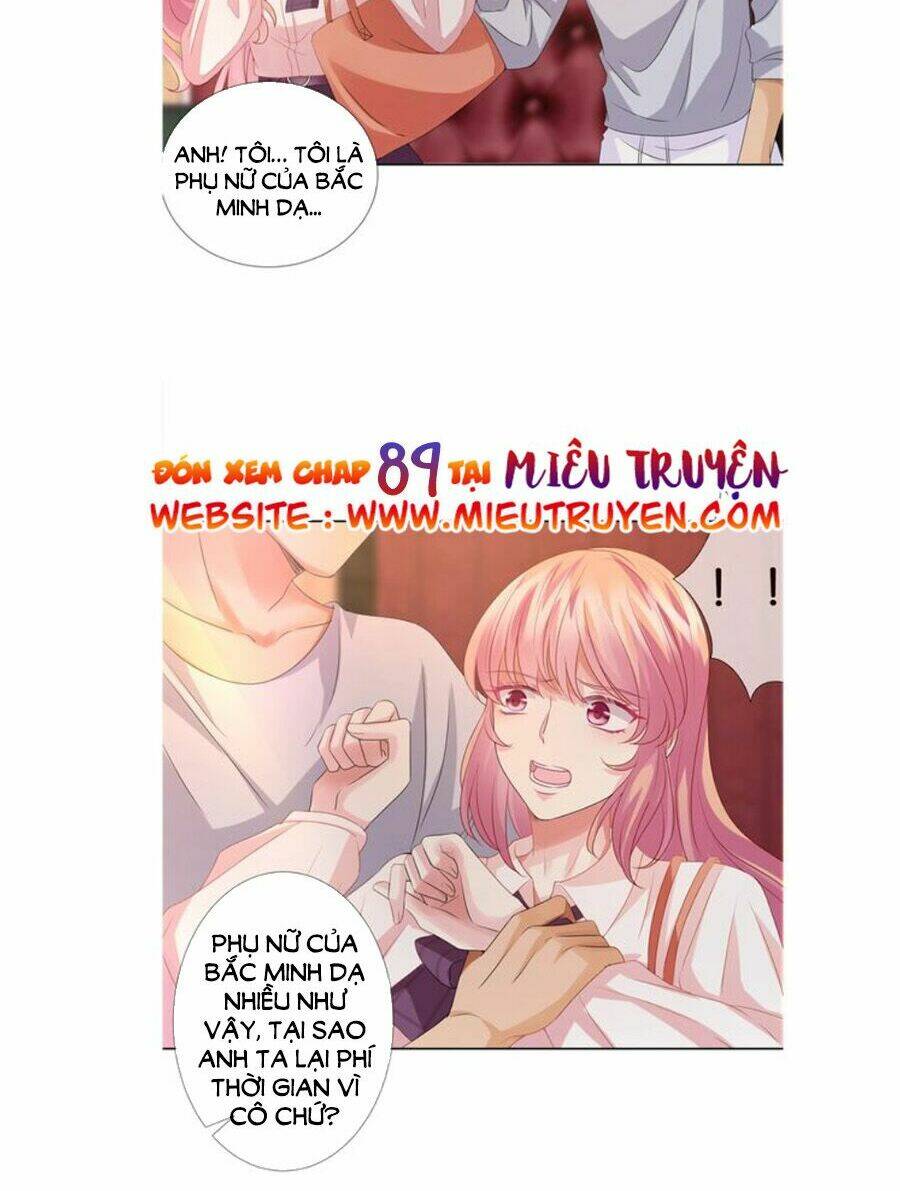 ANH! TÔI... TÔI LÀ
PHỤ NỮ CỦA BẮC
MINH DẠ...
ĐÓN XEM CHAP 89 TẠI MIÊU TRUYỆN
WEBSITE : WWW.MIEUTRUYEN.COM
! !
PHỤ NỮ CỦA
BẮC MINH DẠ
NHIỀU NHƯ
VẬY, TẠI SAO
ANH TA LẠI PHÍ
THỜI GIAN VÌ
CÔ CHỨ?